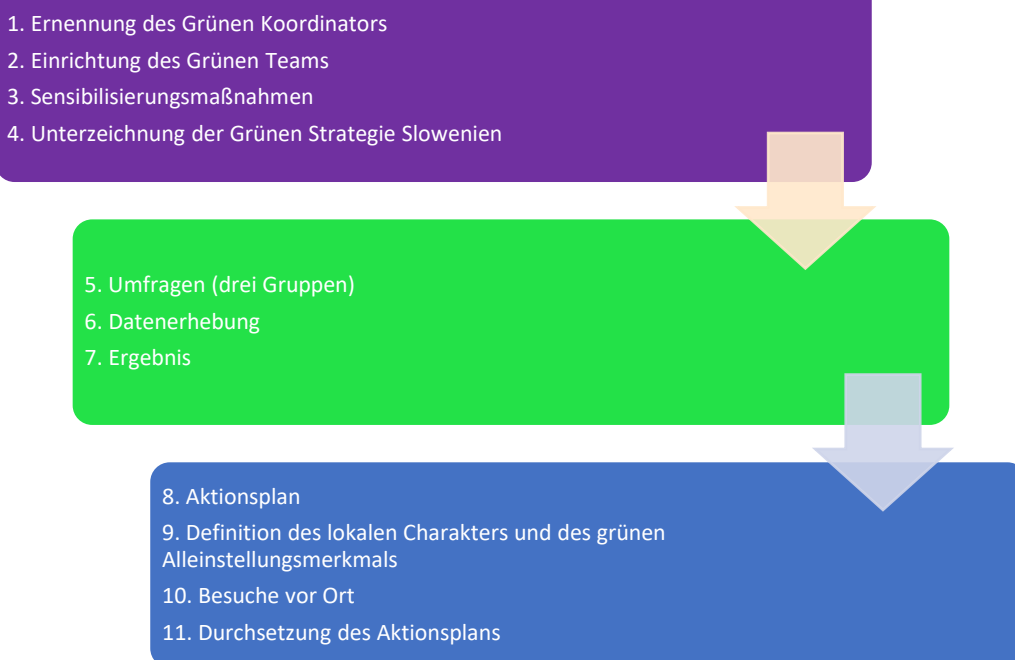 1. Ernennung des Grünen Koordinators
2. Einrichtung des Grünen Teams
3. Sensibilisierungsmaßnahmen
4. Unterzeichnung der Grünen Strategie Slowenien
5. Umfragen (drei Gruppen)
6. Datenerhebung
7. Ergebnis
8. Aktionsplan
9. Definition des lokalen Charakters und des grünen
Alleinstellungsmerkmals
10. Besuche vor Ort
11. Durchsetzung des Aktionsplans